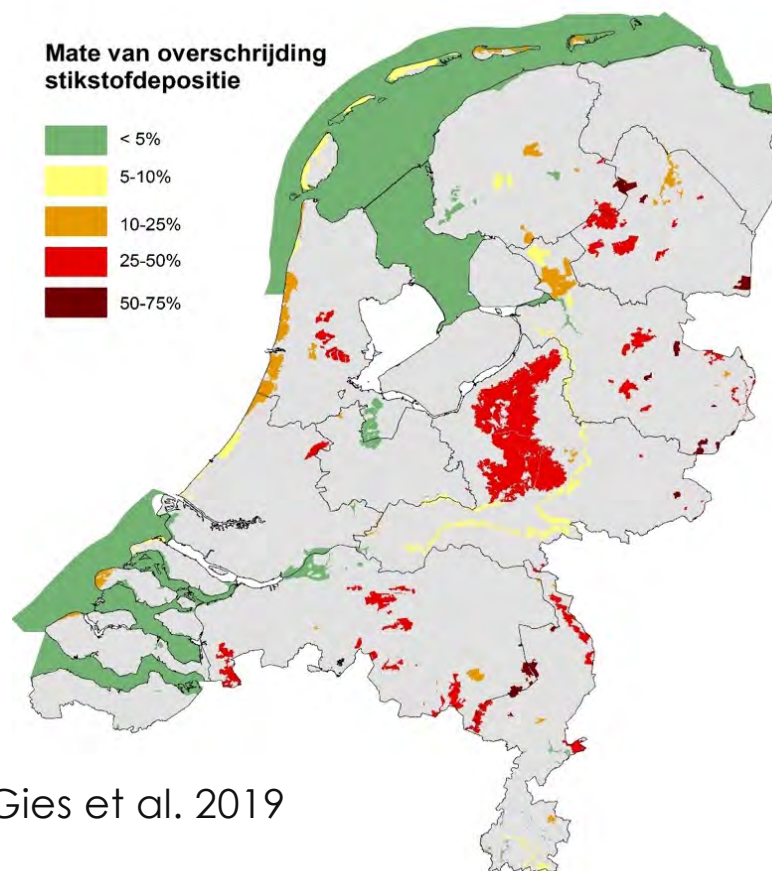 Mate van overschrijding
stikstofdepositie
< 5%
5-10%
10-25%
25-50%
50-75%
Gies et al. 2019